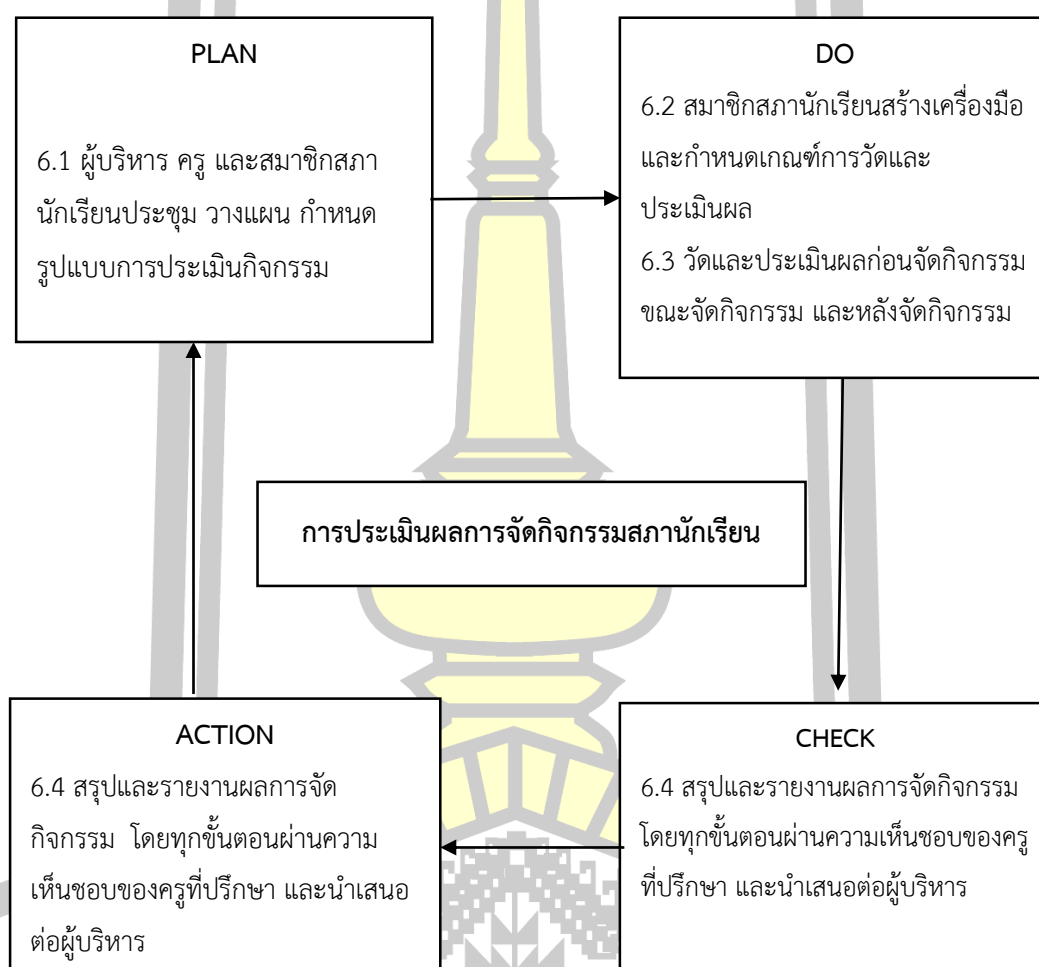 PLAN
6.1 ผู้บริหาร ครู และสมาชิกสภา
นักเรียนประชุม วางแผน กำหนด
รูปแบบการประเมินกิจกรรม
DO
6.2 สมาชิกสภานักเรียนสร้างเครื่องมือ
และกำหนดเกณฑ์การวัดและ
ประเมินผล
6.3 วัดและประเมินผลก่อนจัดกิจกรรม
ขณะจัดกิจกรรม และหลังจัดกิจกรรม
การประเมินผลการจัดกิจกรรมสภานักเรียน
ACTION
6.4 สรุปและรายงานผลการจัด
กิจกรรม โดยทุกขั้นตอนผ่านความ
เห็นชอบของครูที่ปรึกษา และนำเสนอ
ต่อผู้บริหาร
CHECK
6.4 สรุปและรายงานผลการจัดกิจกรรม
โดยทุกขั้นตอนผ่านความเห็นชอบของครู
ที่ปรึกษา และนำเสนอต่อผู้บริหาร